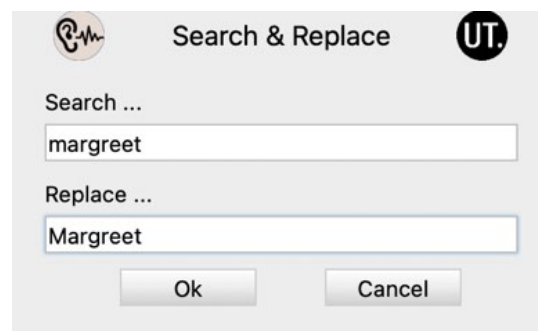 Search & Replace UT.
Search ...
margreet
Replace ...
Margreet
Ok Cancel